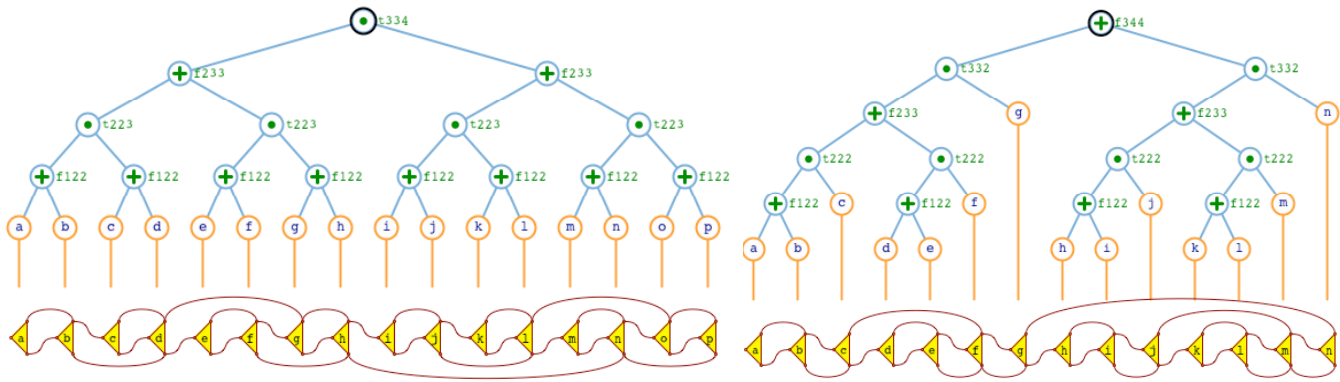 t334
f344
f233 f233
t332 t332
f233 g f233 n
t223 t223 t223 t223
t222 t222 t222 t222
f122 f122 f122 f122 f122 f122 f122 f122
f122 c f122 f f122 j f122 m
a b c d e f g h i j k l m n o p
a b d e h i k l
a b c d e f g h i j k l m n o p
a b c d e f g h i j k l m n